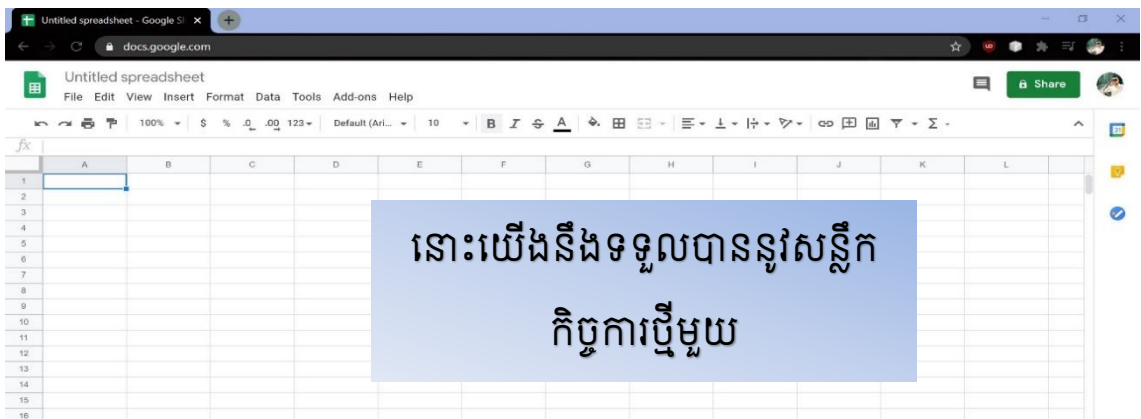 Untitled spreadsheet - Google S
docs.google.com
Untitled spreadsheet
File Edit View Insert Format Data Tools Add-ons Help
Share
100% $ % .0 .00 123 Default (Ari... 10 B I S A
fx
A B C D E F G H I J K L
1
2
3
4
5
6
7
8
9
10
11
12
13
14
15
16
នោះយើងនឹងទទួលបាននូវសន្លឹក
កិច្ចការថ្មីមួយ